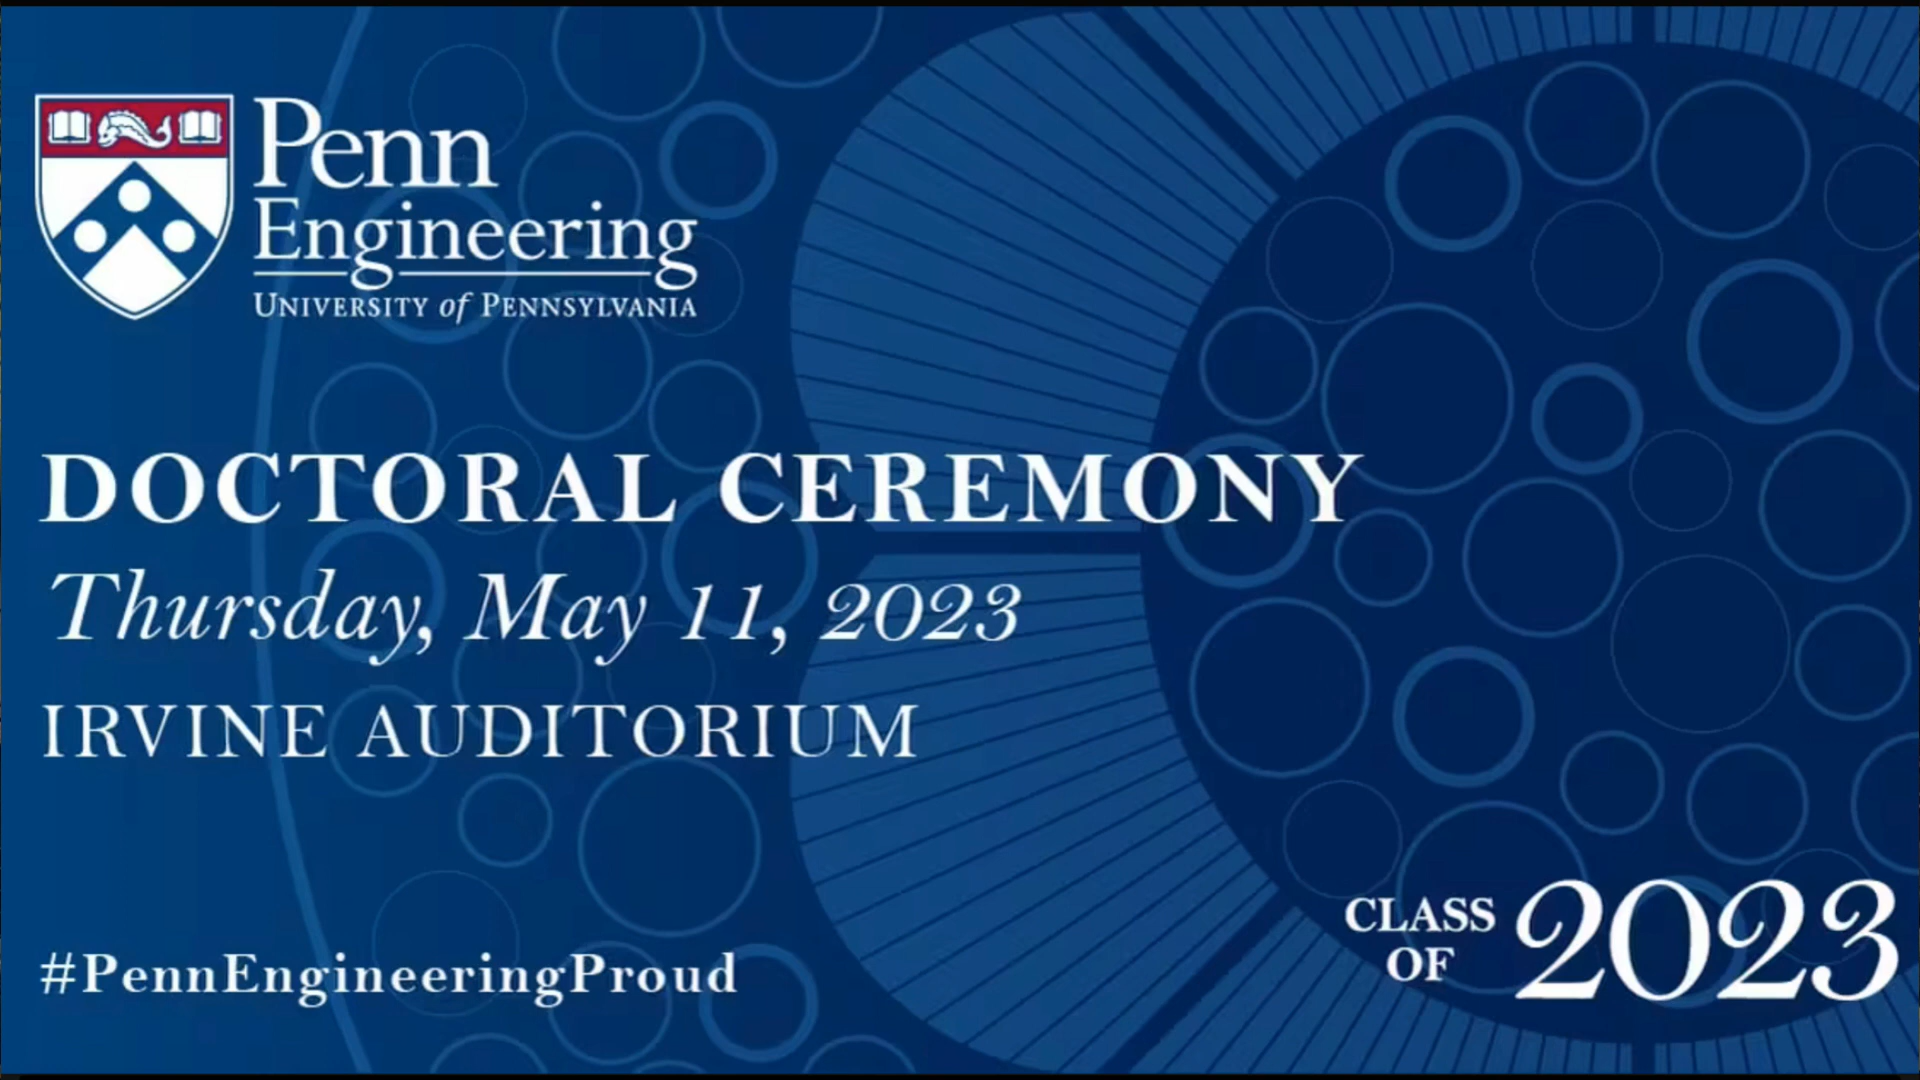 Penn
Engineering
UNIVERSITY of PENNSYLVANIA
DOCTORAL CEREMONY
Thursday, May 11, 2023
IRVINE AUDITORIUM
#PennEngineeringProud
CLASS
OF 2023